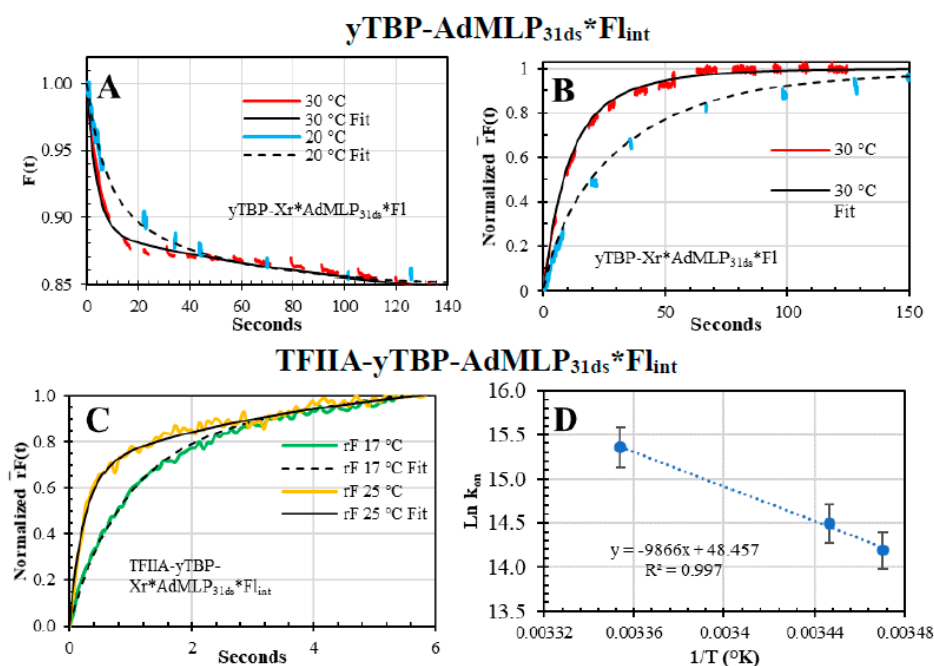 yTBP-AdMLP31ds*Flint
A
1.00
0.95
0.90
0.85
F(t)
30 °C
30 °C Fit
20 °C
20 °C Fit
yTBP-Xr*AdMLP31ds*Fl
0 20 40 60 80 100 120 140
Seconds
B
1
0.8
0.6
0.4
0.2
0
Normalized r̄F(t)
30 °C
30 °C
Fit
yTBP-Xr*AdMLP31ds*Fl
0 50 100 150
Seconds
TFIIA-yTBP-AdMLP31ds*Flint
C
1.0
0.8
0.6
0.4
0.2
0.0
Normalized r̄F(t)
rF 17 °C
rF 17 °C Fit
rF 25 °C
rF 25 °C Fit
TFIIA-yTBP-
Xr*AdMLP31ds*Flint
0 2 4 6
Seconds
D
16.0
15.5
15.0
14.5
14.0
13.5
Ln kon
y = -9866x + 48.457
R² = 0.997
0.00332 0.00336 0.0034 0.00344 0.00348
1/T (°K)